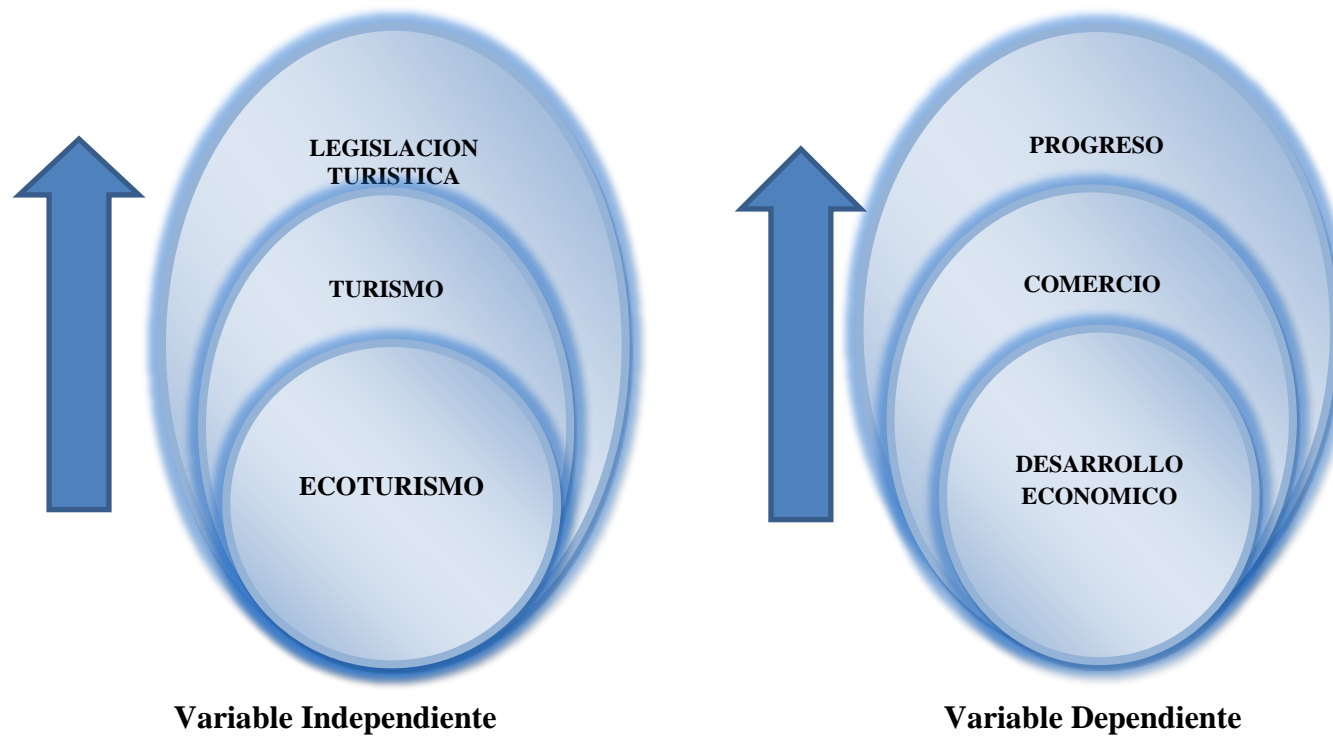 LEGISLACION
TURISTICA
TURISMO
ECOTURISMO
Variable Independiente
PROGRESO
COMERCIO
DESARROLLO
ECONOMICO
Variable Dependiente